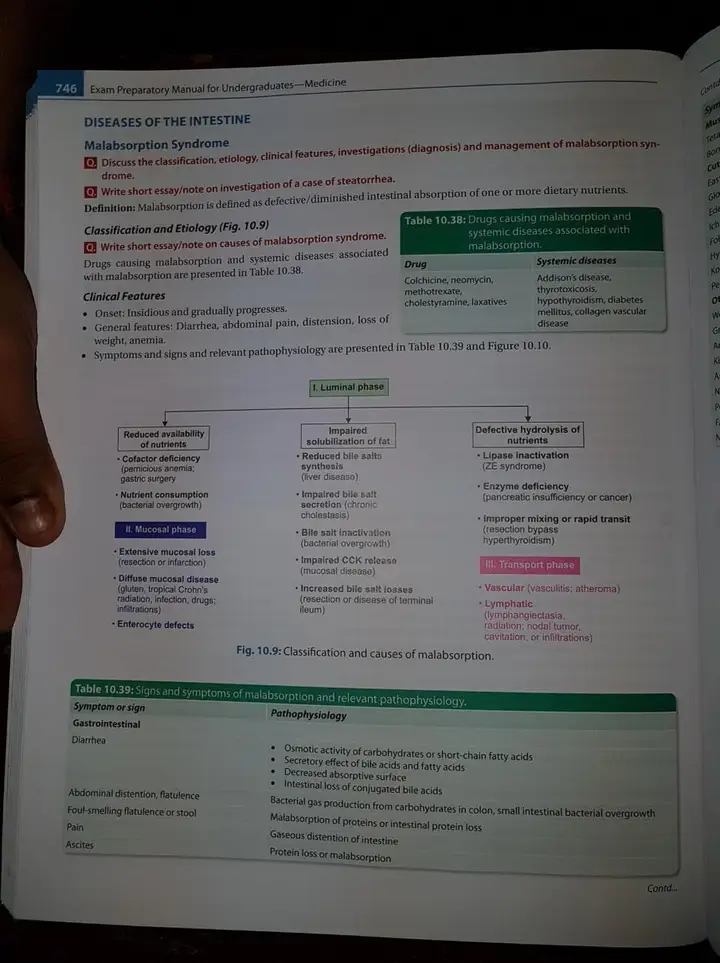 746 Exam Preparatory Manual for Undergraduates—Medicine
DISEASES OF THE INTESTINE
Malabsorption Syndrome
Q. Discuss the classification, etiology, clinical features, investigations (diagnosis) and management of malabsorption syn-
drome.
Q. Write short essay/note on investigation of a case of steatorrhea.
Definition: Malabsorption is defined as defective/diminished intestinal absorption of one or more dietary nutrients.
Classification and Etiology (Fig. 10.9)
Q. Write short essay/note on causes of malabsorption syndrome.
Drugs causing malabsorption and systemic diseases associated
with malabsorption are presented in Table 10.38.
Clinical Features
• Onset: Insidious and gradually progresses.
• General features: Diarrhea, abdominal pain, distension, loss of
weight, anemia.
• Symptoms and signs and relevant pathophysiology are presented in Table 10.39 and Figure 10.10.
Table 10.38: Drugs causing malabsorption and
systemic diseases associated with
malabsorption.
Drug Systemic diseases
Colchicine, neomycin, Addison's disease,
methotrexate, thyrotoxicosis,
cholestyramine, laxatives hypothyroidism, diabetes
mellitus, collagen vascular
disease
I. Luminal phase
Reduced availability
of nutrients
• Cofactor deficiency
(pernicious anemia;
gastric surgery
• Nutrient consumption
(bacterial overgrowth)
II. Mucosal phase
• Extensive mucosal loss
(resection or infarction)
• Diffuse mucosal disease
(gluten, tropical Crohn's
radiation, infection, drugs;
infiltrations)
• Enterocyte defects
Impaired
solubilization of fat
• Reduced bile salts
synthesis
(liver disease)
• Impaired bile salt
secretion (chronic
cholestasis)
• Bile salt inactivation
(bacterial overgrowth)
• Impaired CCK release
(mucosal disease)
• Increased bile salt losses
(resection or disease of terminal
ileum)
Defective hydrolysis of
nutrients
• Lipase inactivation
(ZE syndrome)
• Enzyme deficiency
(pancreatic insufficiency or cancer)
• Improper mixing or rapid transit
(resection bypass
hyperthyroidism)
III. Transport phase
• Vascular (vasculitis; atheroma)
• Lymphatic
(lymphangiectasia,
radiation; nodal tumor,
cavitation, or infiltrations)
Fig. 10.9: Classification and causes of malabsorption.
Table 10.39: Signs and symptoms of malabsorption and relevant pathophysiology.
Symptom or sign Pathophysiology
Gastrointestinal
Diarrhea
• Osmotic activity of carbohydrates or short-chain fatty acids
• Secretory effect of bile acids and fatty acids
• Decreased absorptive surface
• Intestinal loss of conjugated bile acids
Abdominal distention, flatulence Bacterial gas production from carbohydrates in colon, small intestinal bacterial overgrowth
Foul-smelling flatulence or stool Malabsorption of proteins or intestinal protein loss
Pain Gaseous distention of intestine
Ascites Protein loss or malabsorption
Contd...